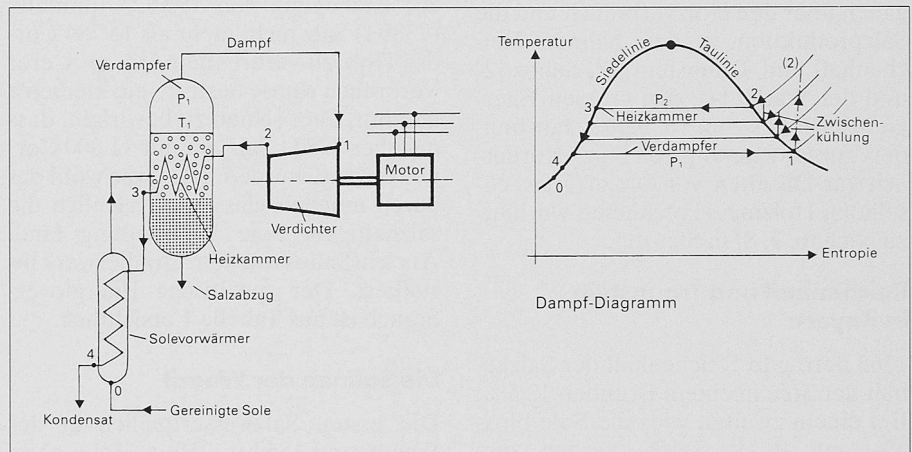 Dampf
Verdampfer
P₁
T₁
2
1
Motor
3
Verdichter
Heizkammer
Salzabzug
Solevorwärmer
4
0
Kondensat
Gereinigte Sole
Temperatur
Siedelinie
Taulinie
(2)
3
P₂
2
Heizkammer
Zwischen-
kühlung
Verdampfer
4
P₁
1
0
Entropie
Dampf-Diagramm